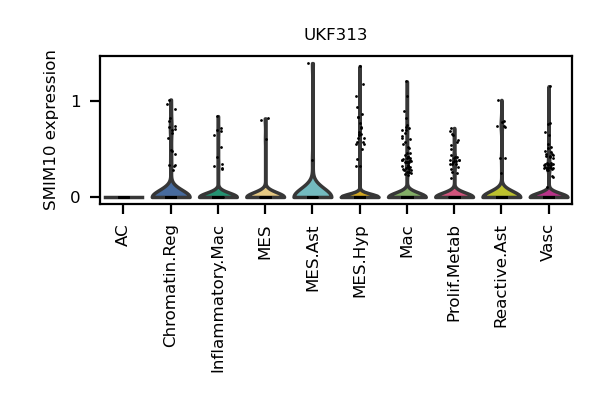 UKF313
SMIM10 expression
1
0
AC
Chromatin.Reg
Inflammatory.Mac
MES
MES.Ast
MES.Hyp
Mac
Prolif.Metab
Reactive.Ast
Vasc